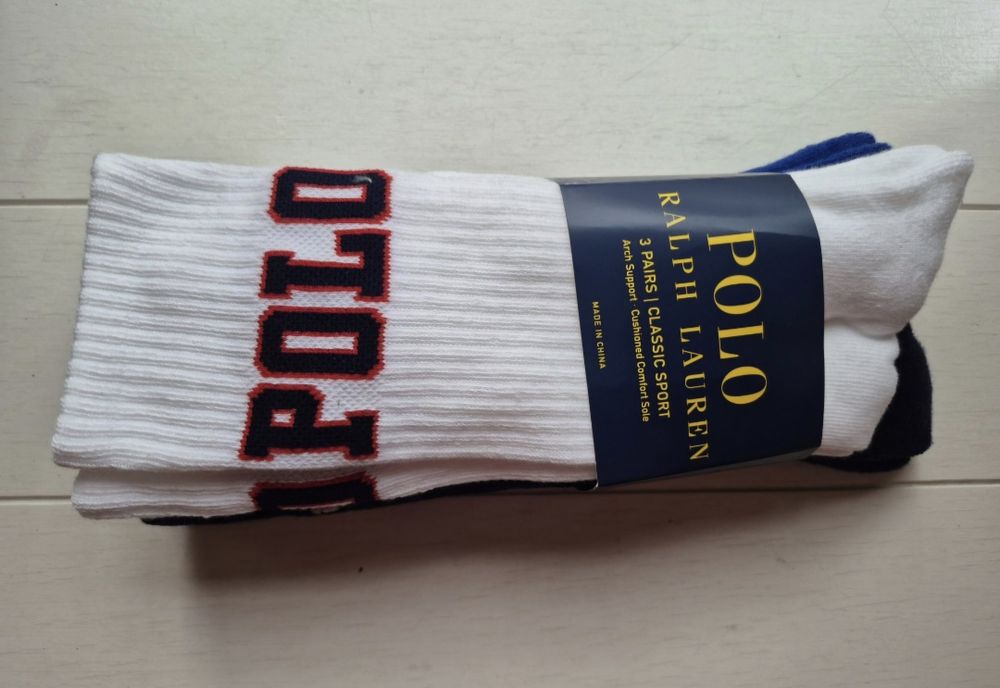 POLO
POLO
RALPH LAUREN
3 PAIRS | CLASSIC SPORT
Arch Support · Cushioned Comfort Sole
MADE IN CHINA